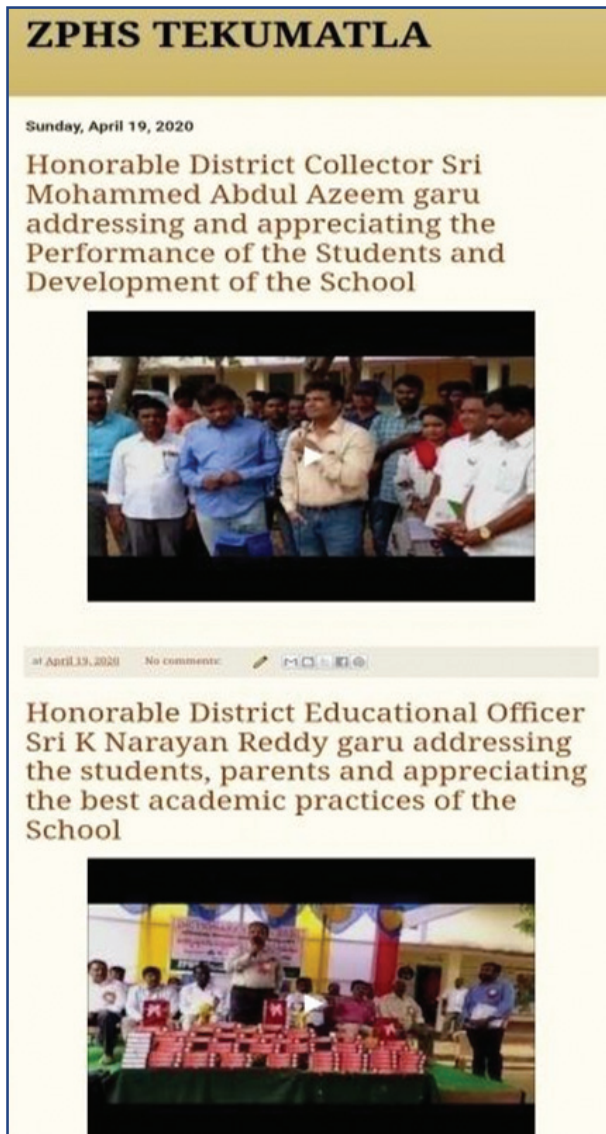 ZPHS TEKUMATLA
Sunday, April 19, 2020
Honorable District Collector Sri
Mohammed Abdul Azeem garu
addressing and appreciating the
Performance of the Students and
Development of the School
at April 19, 2020 No comments:
Honorable District Educational Officer
Sri K Narayan Reddy garu addressing
the students, parents and appreciating
the best academic practices of the
School